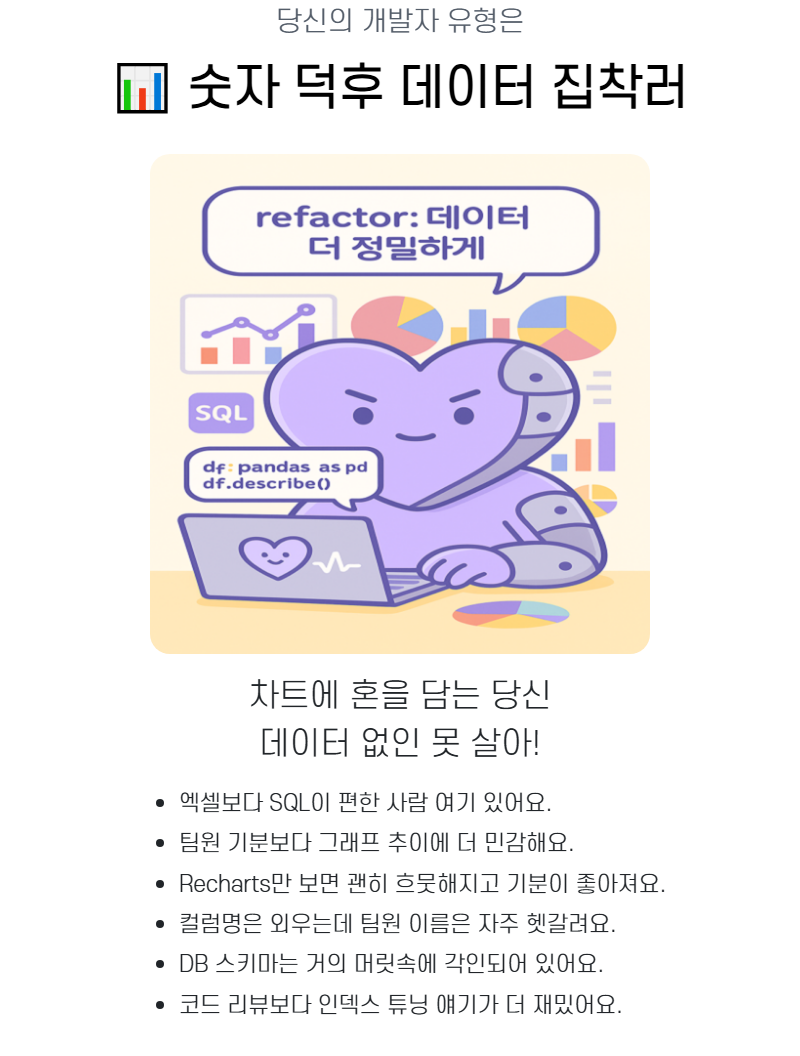 당신의 개발자 유형은
📊 숫자 덕후 데이터 집착러
refactor: 데이터
더 정밀하게
SQL
df: pandas as pd
df.describe()
차트에 혼을 담는 당신
데이터 없인 못 살아!
• 엑셀보다 SQL이 편한 사람 여기 있어요.
• 팀원 기분보다 그래프 추이에 더 민감해요.
• Recharts만 보면 괜히 흐뭇해지고 기분이 좋아져요.
• 컬럼명은 외우는데 팀원 이름은 자주 헷갈려요.
• DB 스키마는 거의 머릿속에 각인되어 있어요.
• 코드 리뷰보다 인덱스 튜닝 얘기가 더 재밌어요.